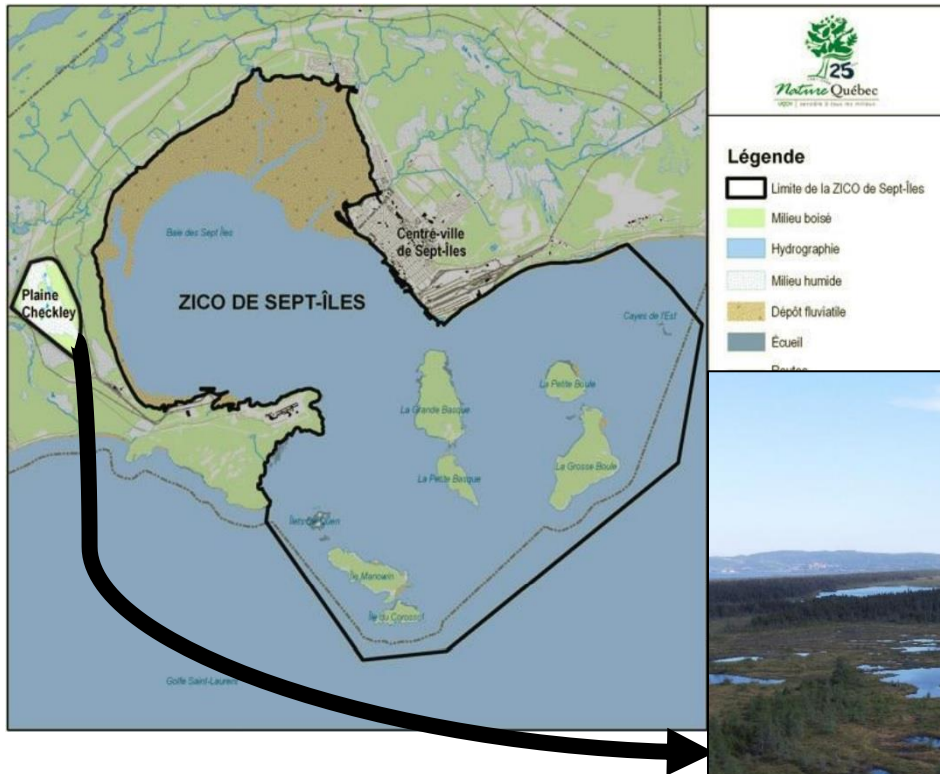 Baie des Sept Îles
Centre-ville
de Sept-Îles
Plaine
Checkley
ZICO DE SEPT-ÎLES
Cayes de l'Est
La Petite Boule
La Grande Basque
La Grosse Boule
La Petite Basque
Île Manowin
Île du Corossol
Golfe Saint-Laurent
25
Nature Québec
Légende
Limite de la ZICO de Sept-Îles
Milieu boisé
Hydrographie
Milieu humide
Dépôt fluviatile
Écueil